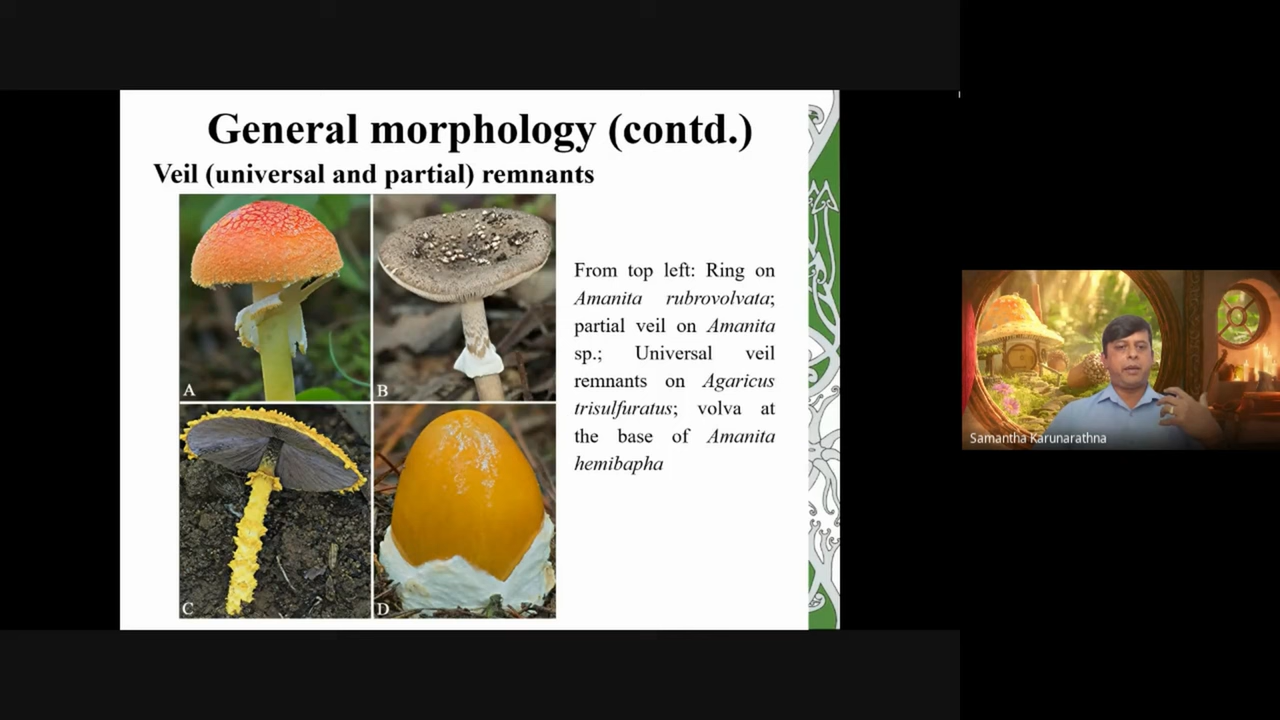 General morphology (contd.)
Veil (universal and partial) remnants
A
B
C
D
From top left: Ring on
Amanita rubrovolvata;
partial veil on Amanita
sp.; Universal veil
remnants on Agaricus
trisulfuratus; volva at
the base of Amanita
hemibapha
Samantha Karunarathna